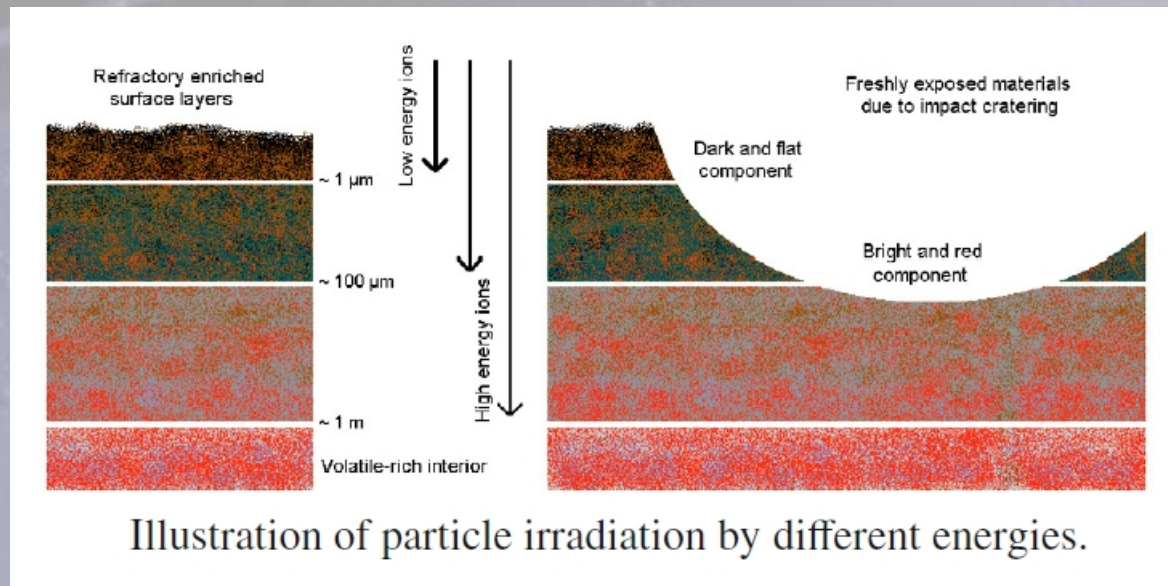 Refractory enriched
surface layers
~ 1 µm
~ 100 µm
~ 1 m
Volatile-rich interior
Low energy ions
High energy ions
Freshly exposed materials
due to impact cratering
Dark and flat
component
Bright and red
component
Illustration of particle irradiation by different energies.